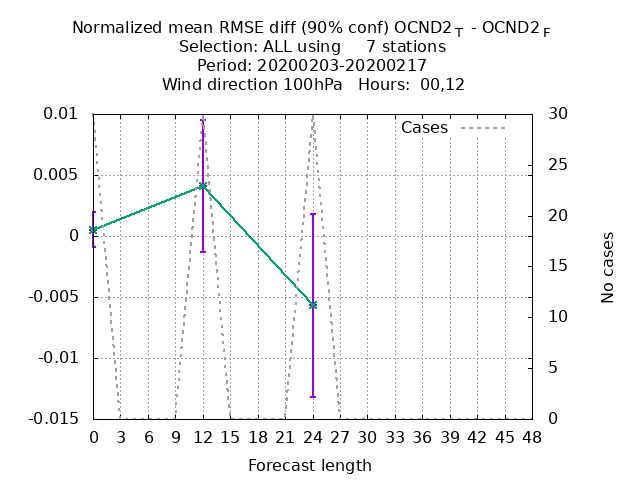 Normalized mean RMSE diff (90% conf) OCND2 T - OCND2 F
Selection: ALL using 7 stations
Period: 20200203-20200217
Wind direction 100hPa Hours: 00,12
Cases
0.01
0.005
0
-0.005
-0.01
-0.015
30
25
20
15
10
5
0
No cases
0 3 6 9 12 15 18 21 24 27 30 33 36 39 42 45 48
Forecast length